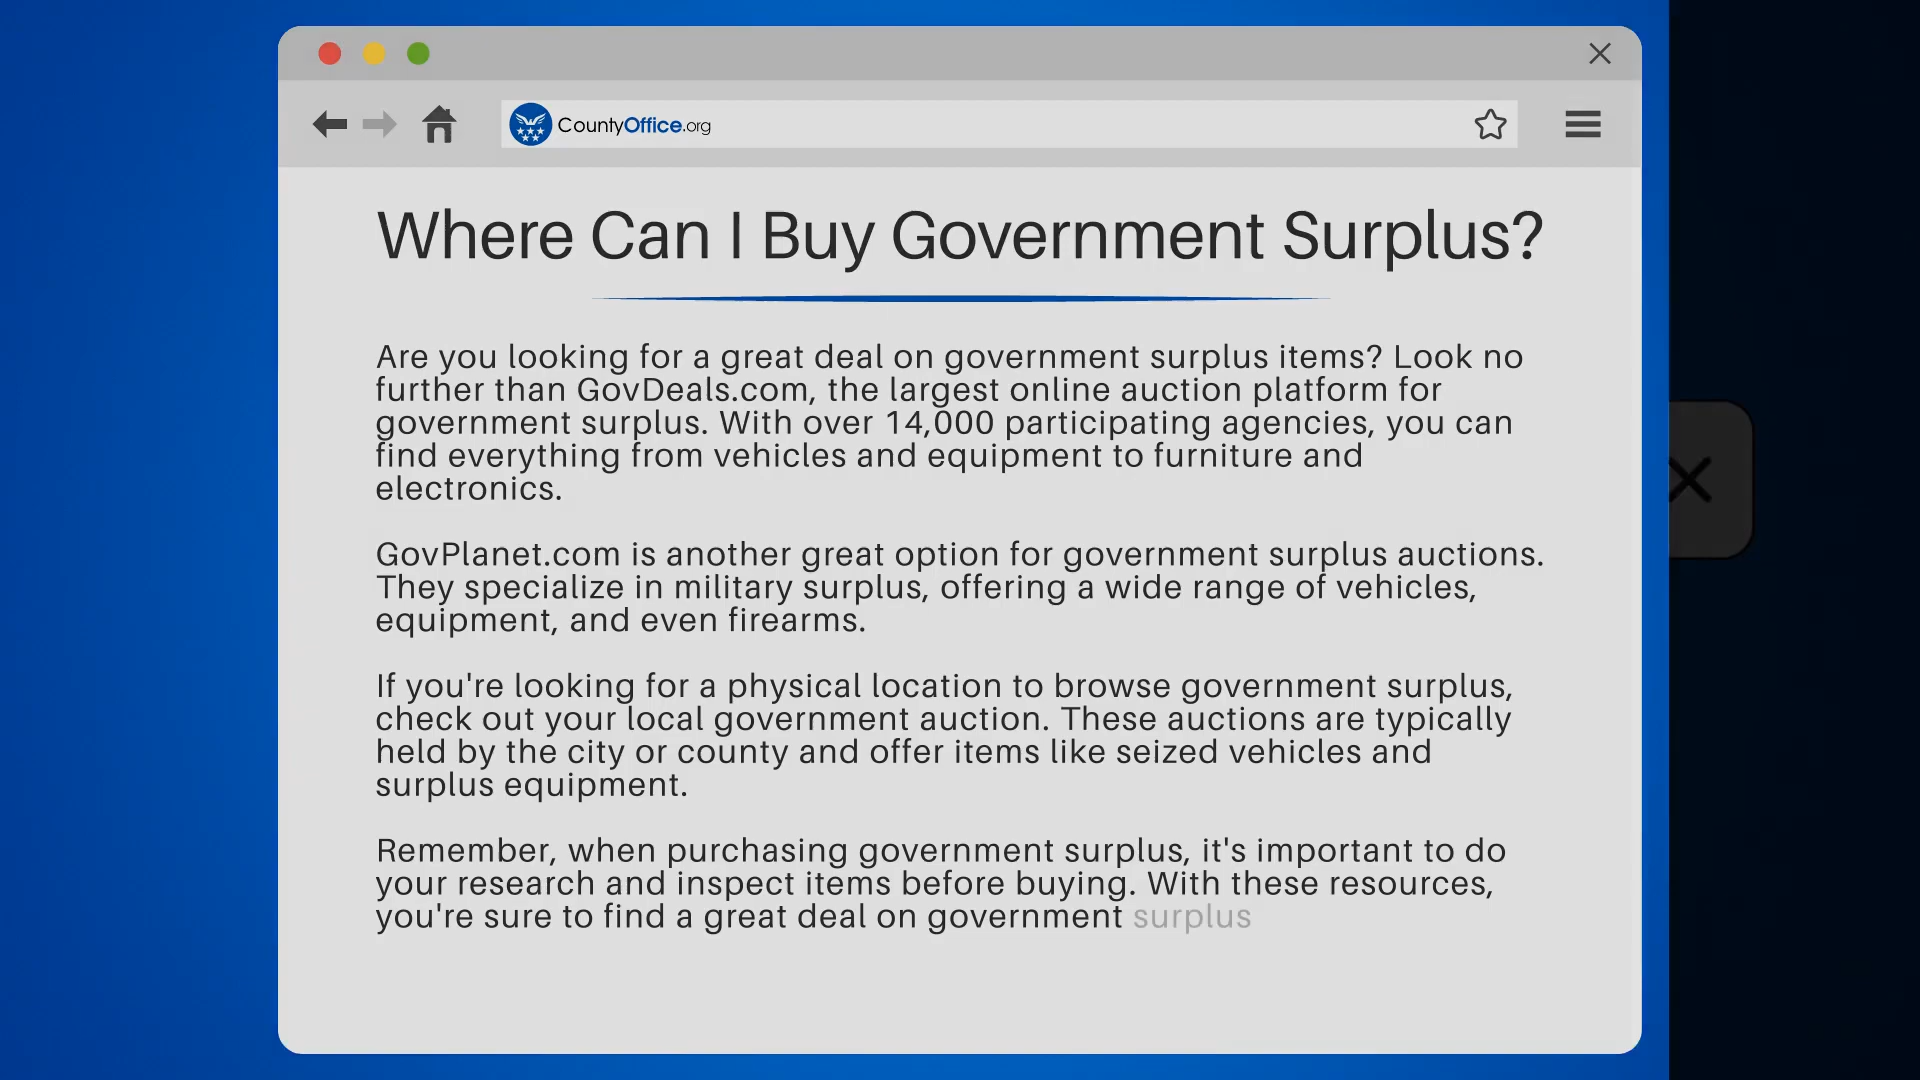 CountyOffice.org
Where Can I Buy Government Surplus?
Are you looking for a great deal on government surplus items? Look no
further than GovDeals.com, the largest online auction platform for
government surplus. With over 14,000 participating agencies, you can
find everything from vehicles and equipment to furniture and
electronics.
GovPlanet.com is another great option for government surplus auctions.
They specialize in military surplus, offering a wide range of vehicles,
equipment, and even firearms.
If you're looking for a physical location to browse government surplus,
check out your local government auction. These auctions are typically
held by the city or county and offer items like seized vehicles and
surplus equipment.
Remember, when purchasing government surplus, it's important to do
your research and inspect items before buying. With these resources,
you're sure to find a great deal on government surplus